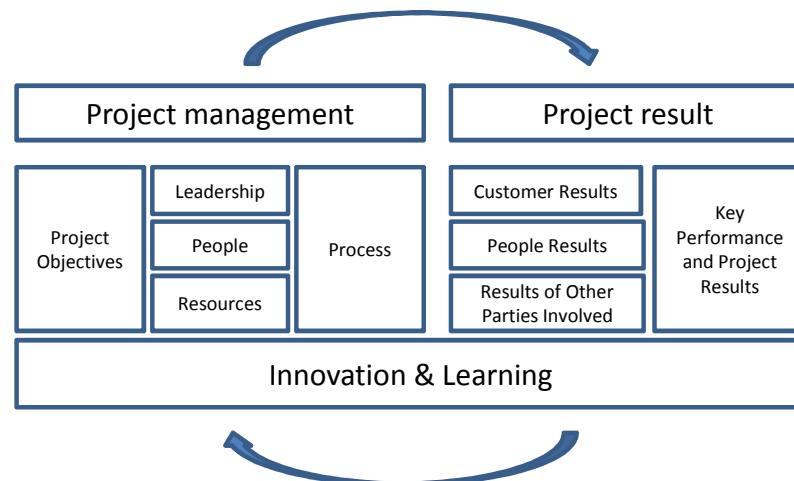 Project management
Project result
Project
Objectives
Leadership
People
Resources
Process
Customer Results
People Results
Results of Other
Parties Involved
Key
Performance
and Project
Results
Innovation & Learning